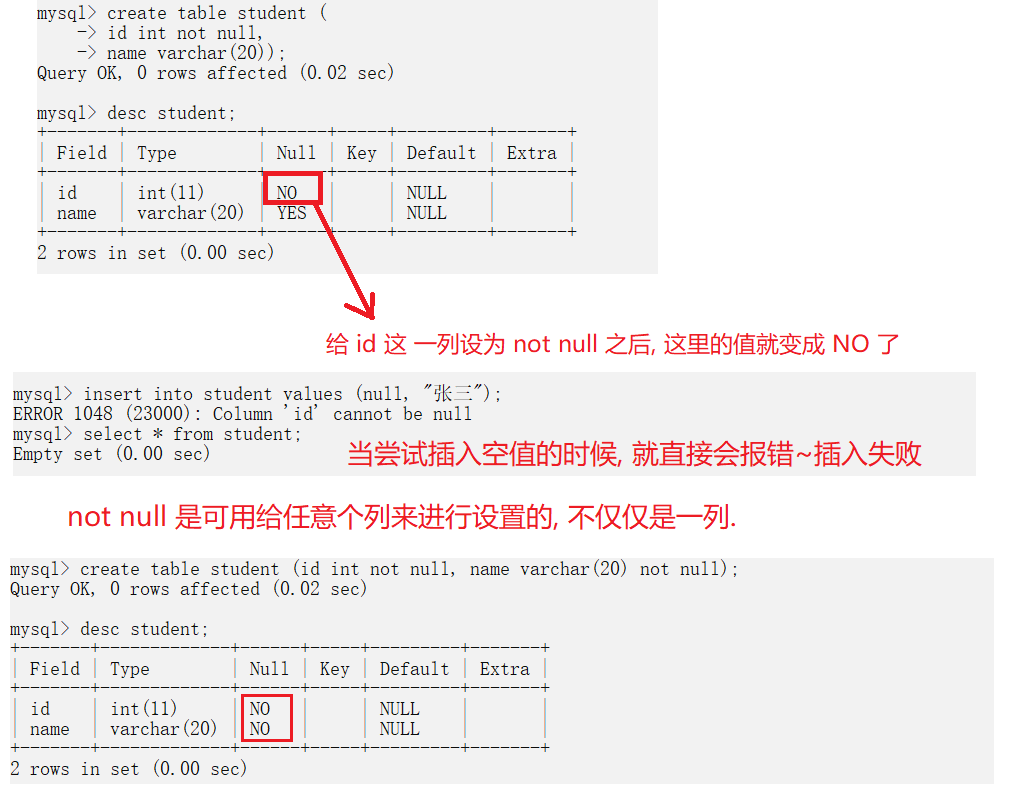 mysql> create table student (
    -> id int not null,
    -> name varchar(20));
Query OK, 0 rows affected (0.02 sec)
mysql> desc student;
+-------+-------------+------+-----+---------+-------+
| Field | Type        | Null | Key | Default | Extra |
+-------+-------------+------+-----+---------+-------+
| id    | int(11)     | NO   |     | NULL    |       |
| name  | varchar(20) | YES  |     | NULL    |       |
+-------+-------------+------+-----+---------+-------+
2 rows in set (0.00 sec)
给 id 这 一列设为 not null 之后, 这里的值就变成 NO 了
mysql> insert into student values (null, "张三");
ERROR 1048 (23000): Column 'id' cannot be null
mysql> select * from student;
Empty set (0.00 sec)
当尝试插入空值的时候, 就直接会报错~插入失败
not null 是可用给任意个列来进行设置的, 不仅仅是一列.
mysql> create table student (id int not null, name varchar(20) not null);
Query OK, 0 rows affected (0.02 sec)
mysql> desc student;
+-------+-------------+------+-----+---------+-------+
| Field | Type        | Null | Key | Default | Extra |
+-------+-------------+------+-----+---------+-------+
| id    | int(11)     | NO   |     | NULL    |       |
| name  | varchar(20) | NO   |     | NULL    |       |
+-------+-------------+------+-----+---------+-------+
2 rows in set (0.00 sec)